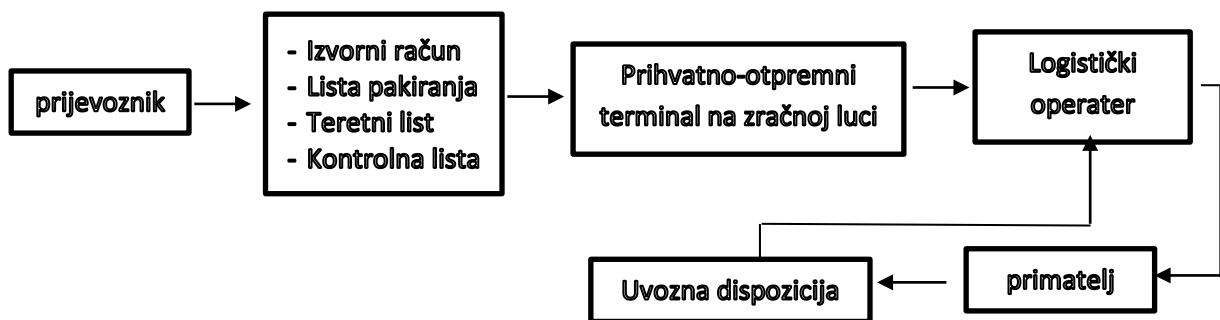 prijevoznik
- Izvorni račun
- Lista pakiranja
- Teretni list
- Kontrolna lista
Prihvatno-otpremni
terminal na zračnoj luci
Logistički
operater
primatelj
Uvozna dispozicija